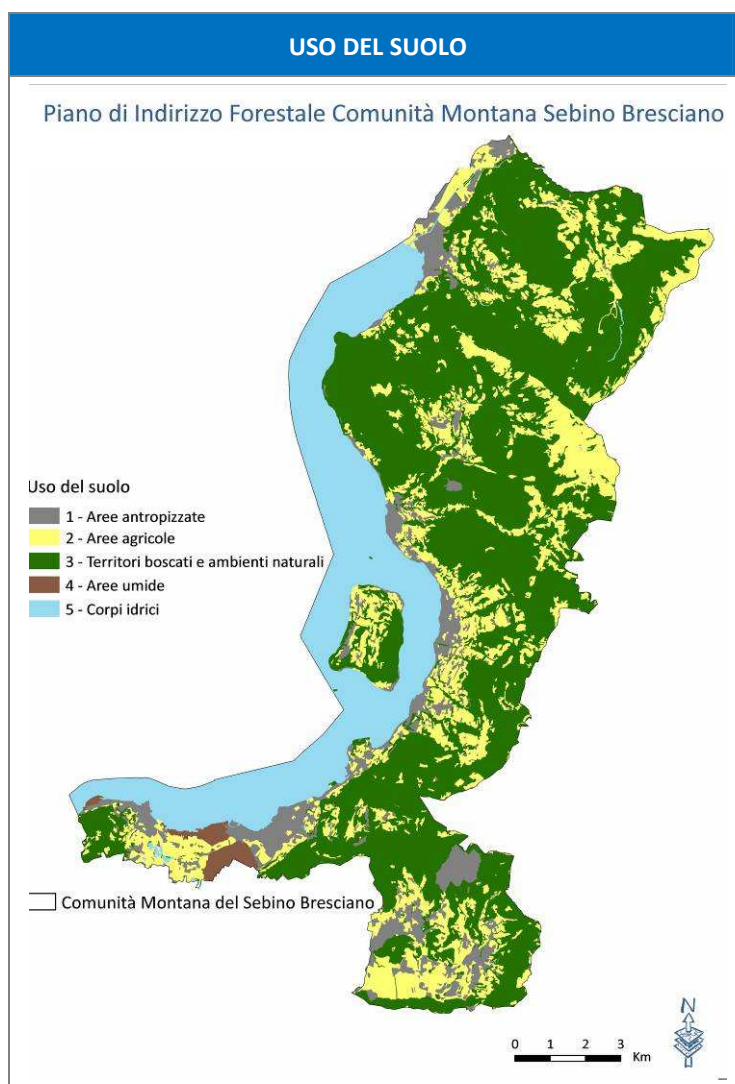 USO DEL SUOLO
Piano di Indirizzo Forestale Comunità Montana Sebino Bresciano
Uso del suolo
1 - Aree antropizzate
2 - Aree agricole
3 - Territori boscati e ambienti naturali
4 - Aree umide
5 - Corpi idrici
Comunità Montana del Sebino Bresciano
N
0 1 2 3
Km